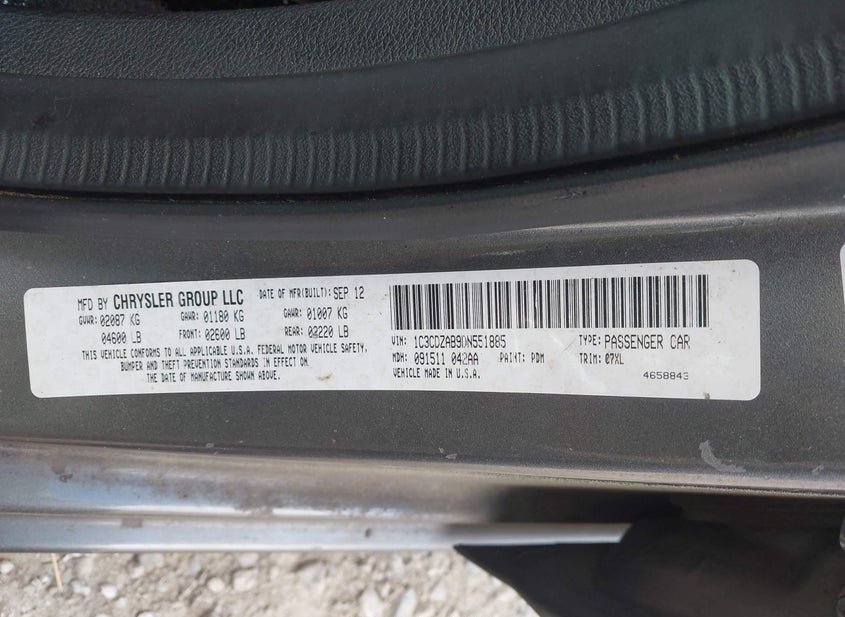 MFD BY CHRYSLER GROUP LLC DATE OF MFR(BUILT): SEP 12
GVWR: 02087 KG GAWR: 01180 KG GAWR: 01007 KG
04600 LB FRONT: 02600 LB REAR: 02220 LB
THIS VEHICLE CONFORMS TO ALL APPLICABLE U.S.A. FEDERAL MOTOR VEHICLE SAFETY,
BUMPER AND THEFT PREVENTION STANDARDS IN EFFECT ON
THE DATE OF MANUFACTURE SHOWN ABOVE.
VIN: 1C3CDZAB9DN551885 TYPE: PASSENGER CAR
MDH: 091511 042AA PAINT: PDM TRIM: 07XL
VEHICLE MADE IN U.S.A. 4658843